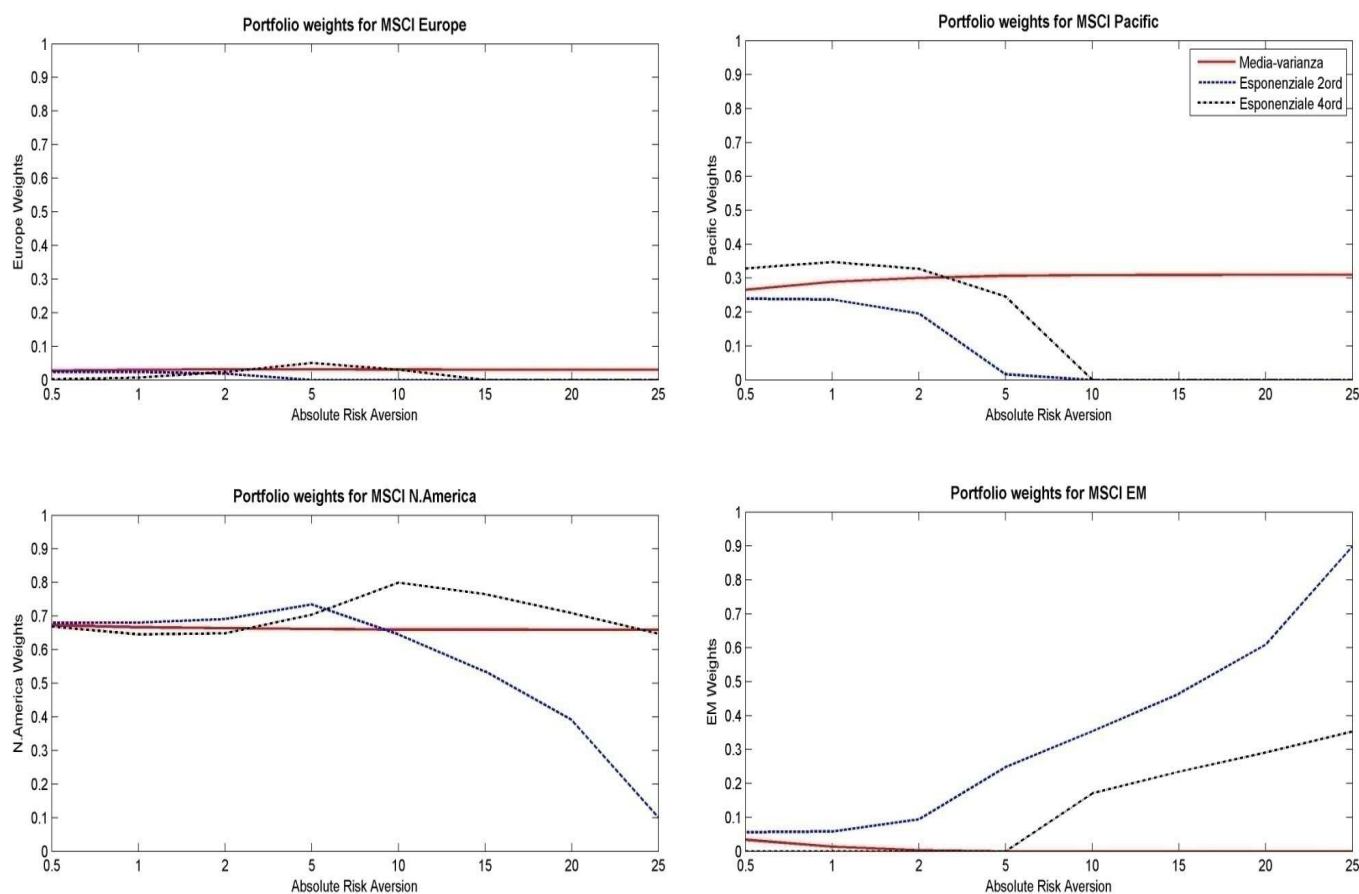 Portfolio weights for MSCI Europe
1
0.9
0.8
0.7
0.6
0.5
0.4
0.3
0.2
0.1
0
Europe Weights
0.5 1 2 5 10 15 20 25
Absolute Risk Aversion
Portfolio weights for MSCI Pacific
Media-varianza
Esponenziale 2ord
Esponenziale 4ord
1
0.9
0.8
0.7
0.6
0.5
0.4
0.3
0.2
0.1
0
Pacific Weights
0.5 1 2 5 10 15 20 25
Absolute Risk Aversion
Portfolio weights for MSCI N.America
1
0.9
0.8
0.7
0.6
0.5
0.4
0.3
0.2
0.1
0
N.America Weights
0.5 1 2 5 10 15 20 25
Absolute Risk Aversion
Portfolio weights for MSCI EM
1
0.9
0.8
0.7
0.6
0.5
0.4
0.3
0.2
0.1
0
EM Weights
0.5 1 2 5 10 15 20 25
Absolute Risk Aversion